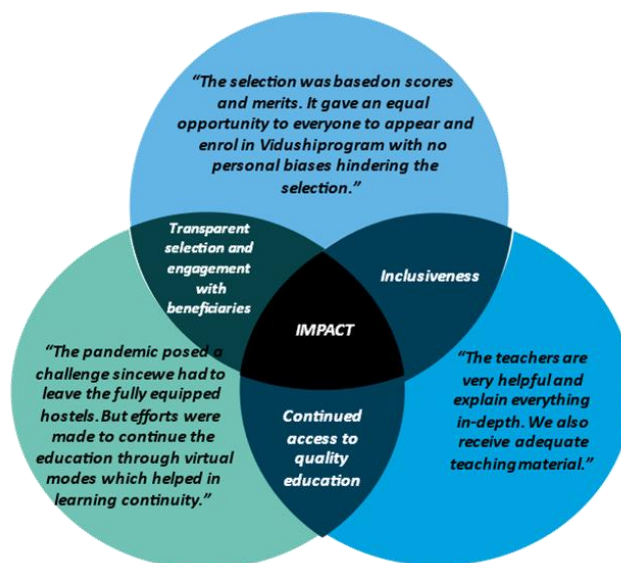 “The selection was basedon scores
and merits. It gave an equal
opportunity to everyone to appear and
enrol in Vidushiprogram with no
personal biases hindering the
selection.”
Transparent
selection and
engagement
with
beneficiaries
Inclusiveness
IMPACT
“The pandemic posed a
challenge sincewe had to
leave the fully equipped
hostels. But efforts were
made to continue the
education through virtual
modes which helped in
learning continuity.”
Continued
access to
quality
education
“The teachers are
very helpful and
explain everything
in-depth. We also
receive adequate
teaching material.”